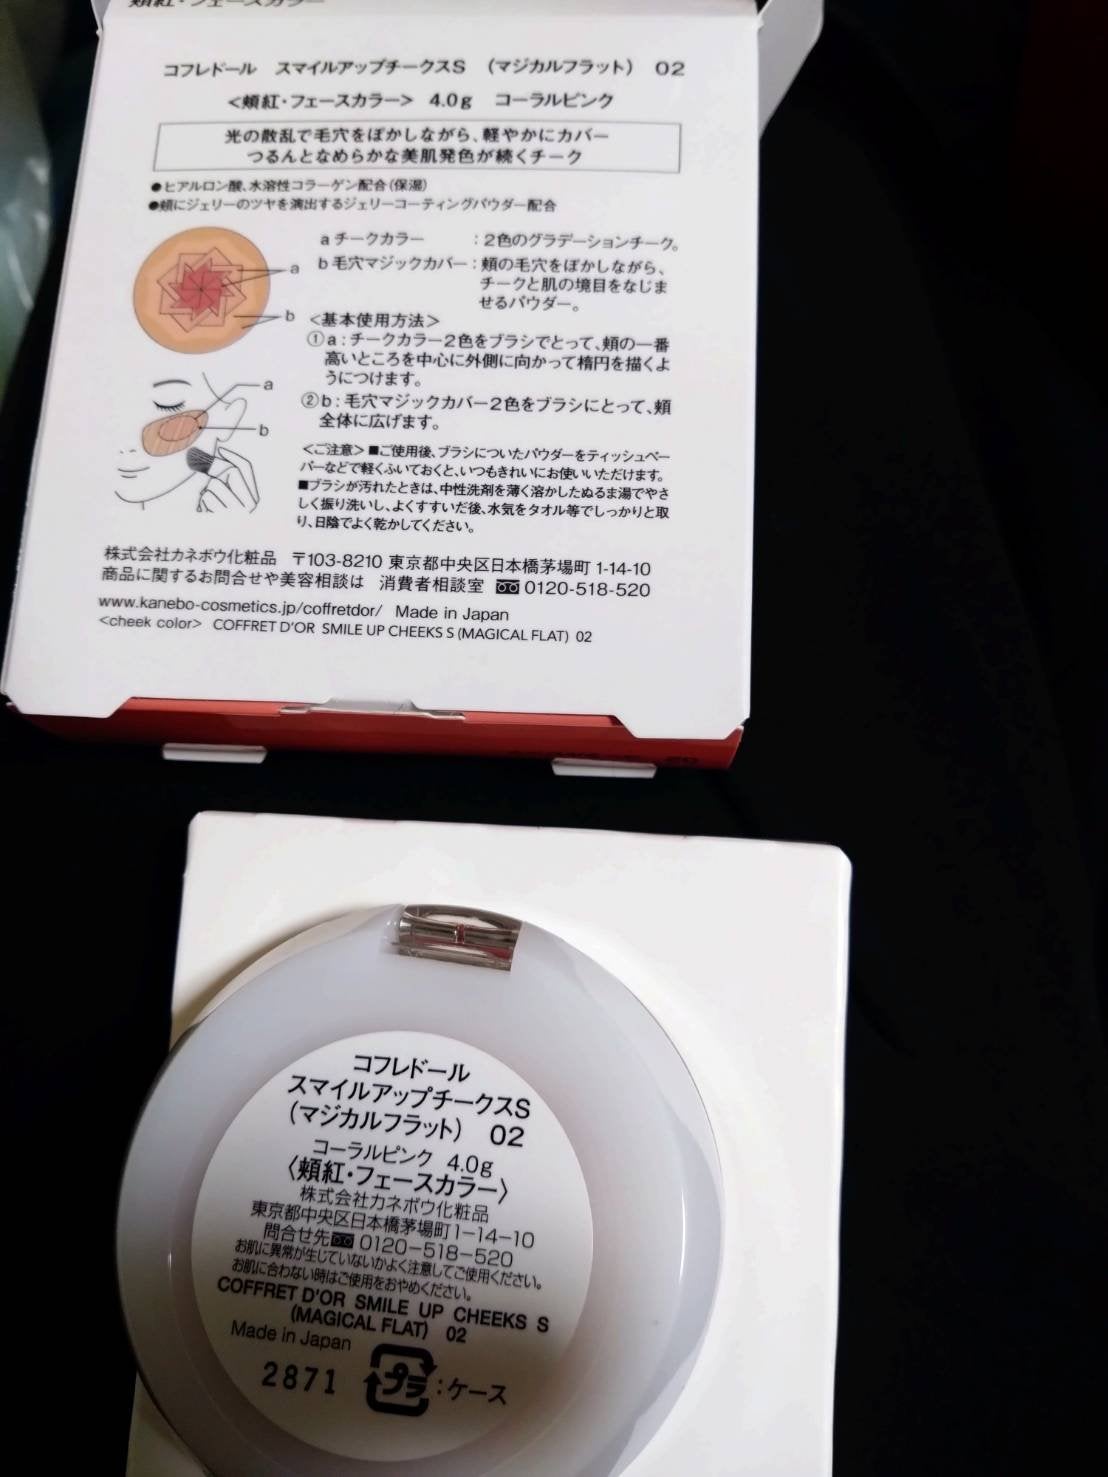 頬紅・フェースカラー
コフレドール スマイルアップチークスS (マジカルフラット) 02
<頬紅・フェースカラー> 4.0g コーラルピンク
光の散乱で毛穴をぼかしながら、軽やかにカバー
つるんとなめらかな美肌発色が続くチーク
●ヒアルロン酸、水溶性コラーゲン配合(保湿)
●頬にジェリーのツヤを演出するジェリーコーティングパウダー配合
a チークカラー :2色のグラデーションチーク。
b 毛穴マジックカバー:頬の毛穴をぼかしながら、
チークと肌の境目をなじま
せるパウダー。
a
b
<基本使用方法>
①a:チークカラー2色をブラシでとって、頬の一番
高いところを中心に外側に向かって楕円を描くよ
うにつけます。
②b:毛穴マジックカバー2色をブラシにとって、頬
全体に広げます。
a
b
<ご注意>■ご使用後、ブラシについたパウダーをティッシュペー
パーなどで軽くふいておくと、いつもきれいにお使いいただけます。
■ブラシが汚れたときは、中性洗剤を薄く溶かしたぬるま湯でやさ
しく振り洗いし、よくすすいだ後、水気をタオル等でしっかりと取
り、日陰でよく乾かしてください。
株式会社カネボウ化粧品 〒103-8210 東京都中央区日本橋茅場町 1-14-10
商品に関するお問合せや美容相談は 消費者相談室 0120-518-520
www.kanebo-cosmetics.jp/coffretdor/ Made in Japan
<cheek color> COFFRET D'OR SMILE UP CHEEKS S (MAGICAL FLAT) 02
コフレドール
スマイルアップチークスS
(マジカルフラット) 02
コーラルピンク 4.0g
〈頬紅・フェースカラー〉
株式会社カネボウ化粧品
東京都中央区日本橋茅場町1-14-10
問合せ先 0120-518-520
お肌に異常が生じていないかよく注意してご使用ください。
お肌に合わない時はご使用をおやめください。
COFFRET D'OR SMILE UP CHEEKS S
(MAGICAL FLAT) 02
Made in Japan
2871 プラ:ケース